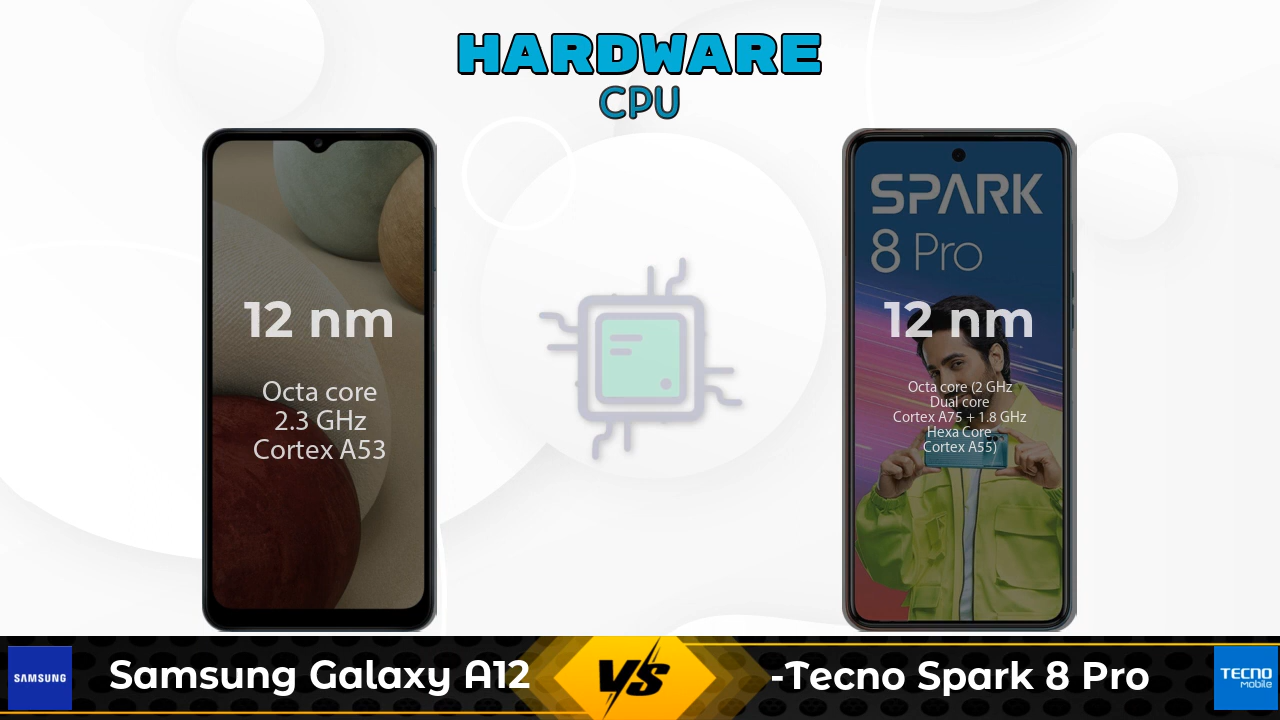 HARDWARE
CPU
12 nm
Octa core
2.3 GHz
Cortex A53
SPARK
8 Pro
12 nm
Octa core (2 GHz
Dual core
Cortex A75 + 1.8 GHz
Hexa Core
Cortex A55)
SAMSUNG
Samsung Galaxy A12
VS
-Tecno Spark 8 Pro
TECNO
mobile